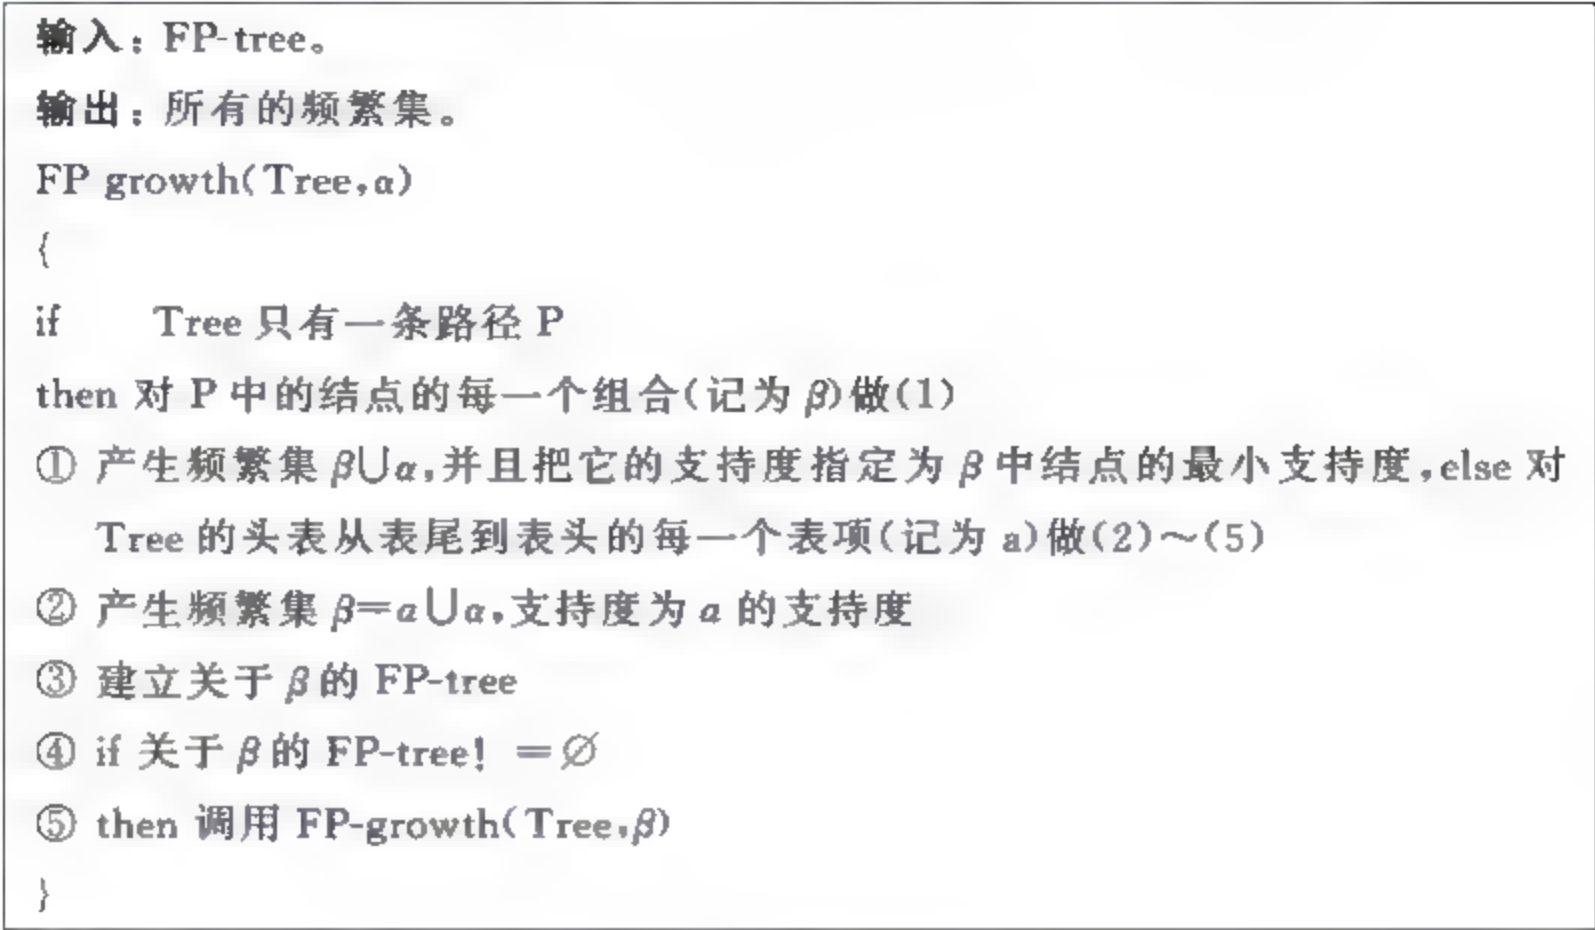 输入：FP-tree。
输出：所有的频繁集。
FP growth(Tree,α)
{
if Tree 只有一条路径 P
then 对 P 中的结点的每一个组合(记为 β)做(1)
① 产生频繁集 β∪α,并且把它的支持度指定为 β 中结点的最小支持度,else 对
Tree 的头表从表尾到表头的每一个表项(记为 a)做(2)～(5)
② 产生频繁集 β=a∪α,支持度为 a 的支持度
③ 建立关于 β 的 FP-tree
④ if 关于 β 的 FP-tree! =∅
⑤ then 调用 FP-growth(Tree,β)
}